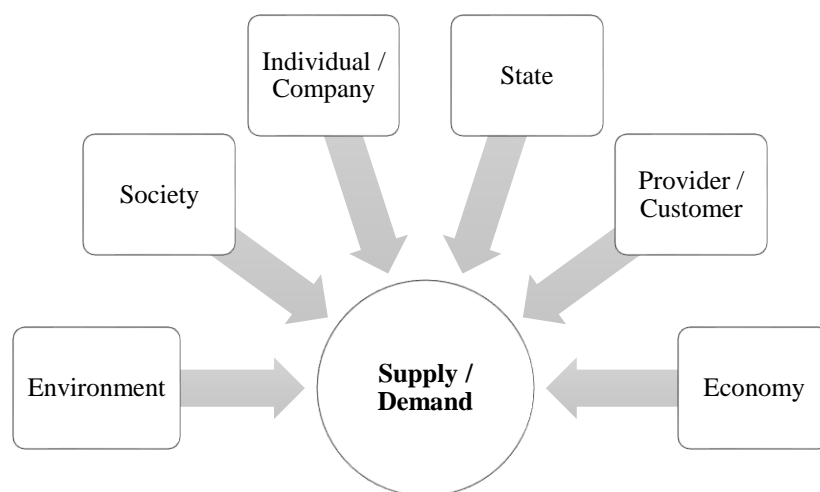 Individual /
Company
State
Society
Provider /
Customer
Environment
Supply /
Demand
Economy